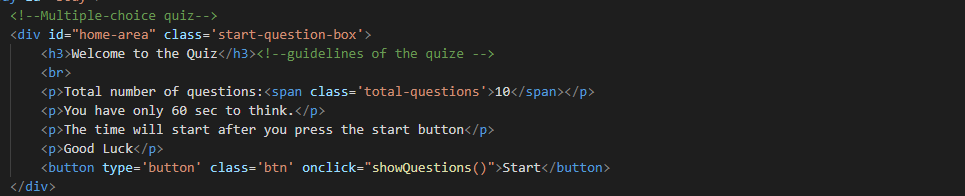 <!--Multiple-choice quiz-->
<div id="home-area" class='start-question-box'>
<h3>Welcome to the Quiz</h3><!--guidelines of the quize -->
<br>
<p>Total number of questions:<span class='total-questions'>10</span></p>
<p>You have only 60 sec to think.</p>
<p>The time will start after you press the start button</p>
<p>Good Luck</p>
<button type='button' class='btn' onclick="showQuestions()">Start</button>
</div>